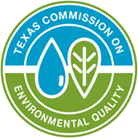 TEXAS COMMISSION ON
ENVIRONMENTAL QUALITY